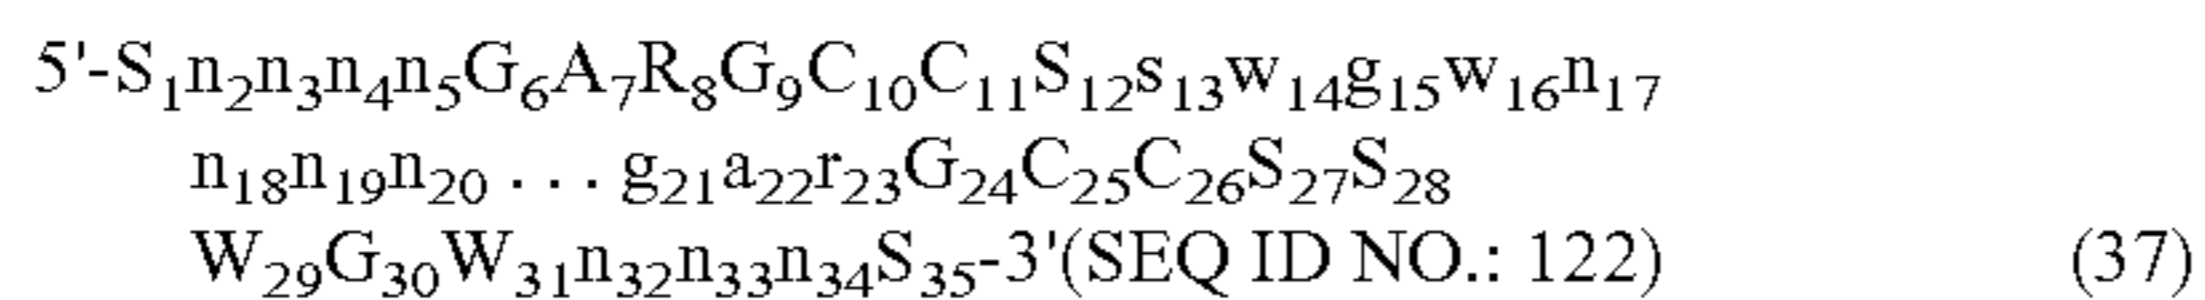 5'-S₁n₂n₃n₄n₅G₆A₇R₈G₉C₁₀C₁₁S₁₂s₁₃w₁₄g₁₅w₁₆n₁₇
n₁₈n₁₉n₂₀ . . . g₂₁a₂₂r₂₃G₂₄C₂₅C₂₆S₂₇S₂₈
W₂₉G₃₀W₃₁n₃₂n₃₃n₃₄S₃₅-3'(SEQ ID NO.: 122) (37)